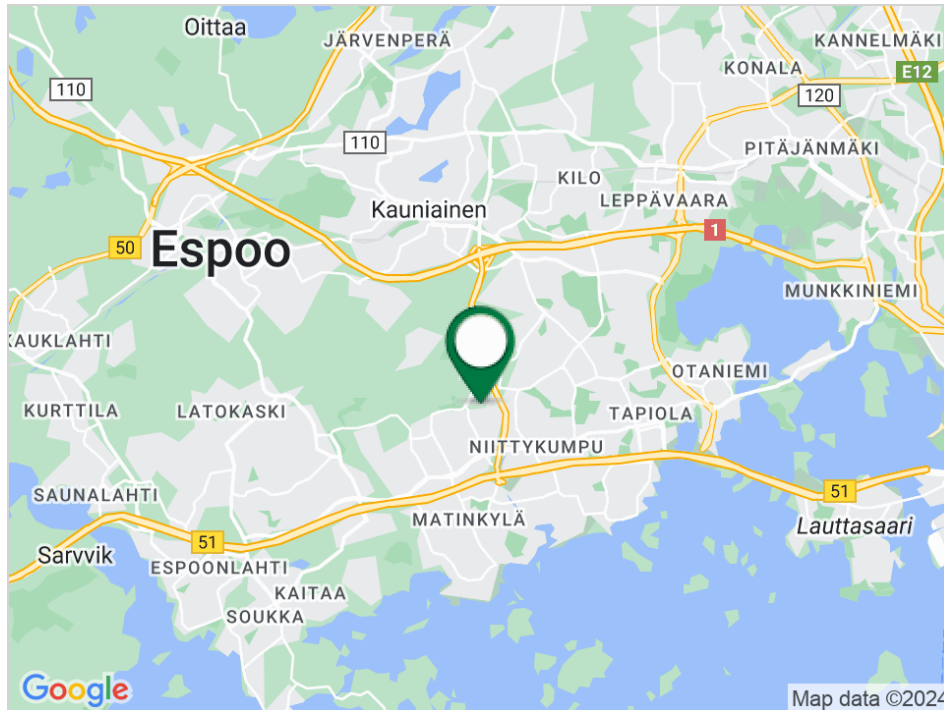 Oittaa
JÄRVENPERÄ
KANNELMÄKI
KONALA
E12
110
120
110
PITÄJÄNMÄKI
KILO
LEPPÄVAARA
Kauniainen
1
50
Espoo
MUNKKINIEMI
KAUKLAHTI
OTANIEMI
KURTTILA
LATOKASKI
TAPIOLA
NIITTYKUMPU
SAUNALAHTI
51
MATINKYLÄ
Lauttasaari
51
Sarvvik
ESPOONLAHTI
KAITAA
SOUKKA
Google
Map data ©2024